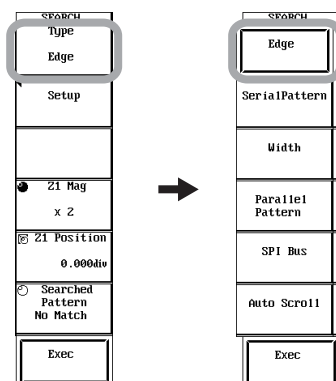 SEARCH
Type
Edge
Setup
Z1 Mag
x 2
Z1 Position
0.000div
Searched
Pattern
No Match
Exec
SEARCH
Edge
SerialPattern
Width
Parallel
Pattern
SPI Bus
Auto Scroll
Exec